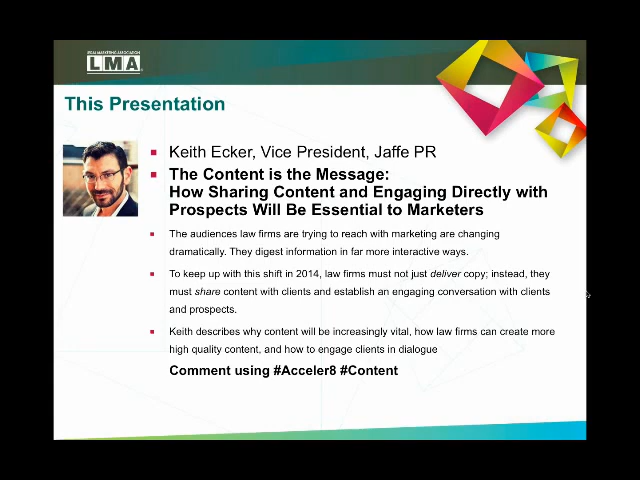 LEGAL MARKETING ASSOCIATION
LMA
This Presentation
Keith Ecker, Vice President, Jaffe PR
The Content is the Message:
How Sharing Content and Engaging Directly with
Prospects Will Be Essential to Marketers
The audiences law firms are trying to reach with marketing are changing
dramatically. They digest information in far more interactive ways.
To keep up with this shift in 2014, law firms must not just deliver copy; instead, they
must share content with clients and establish an engaging conversation with clients
and prospects.
Keith describes why content will be increasingly vital, how law firms can create more
high quality content, and how to engage clients in dialogue
Comment using #Acceler8 #Content